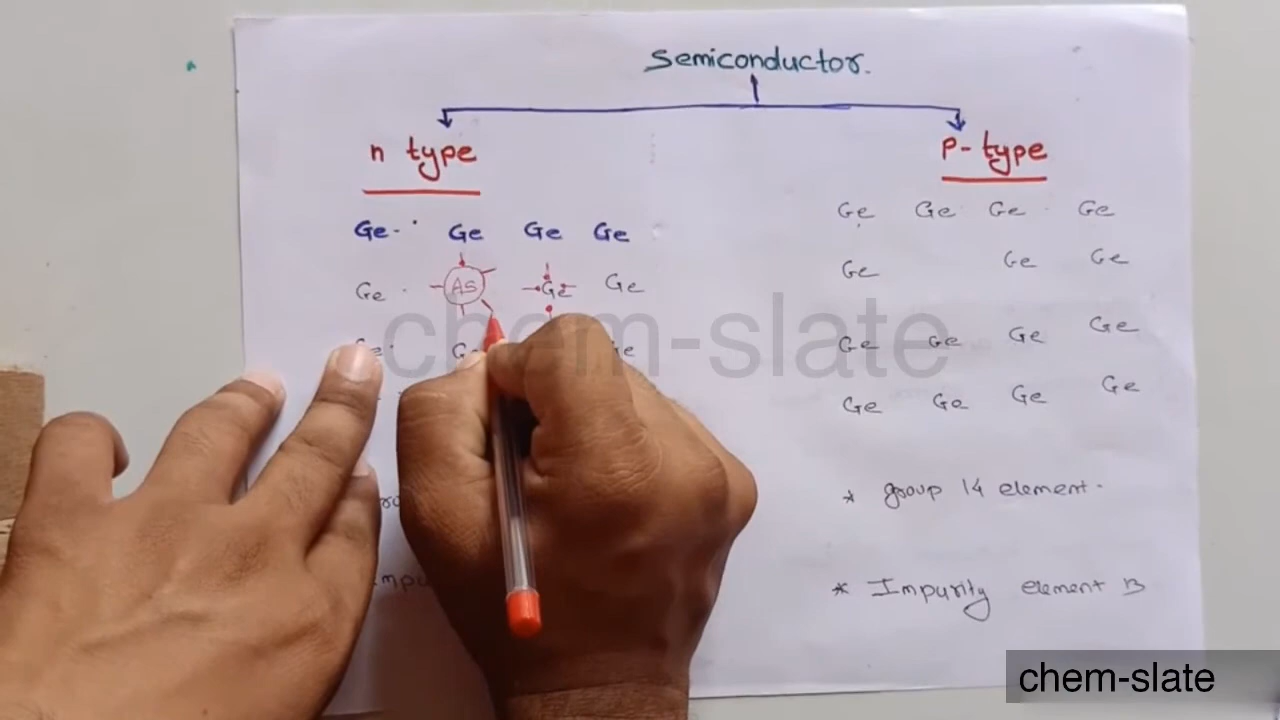 Semiconductor.
n type
P-type
Ge Ge Ge Ge
Ge Ge Ge Ge
Ge AS Ge Ge
Ge Ge Ge
chem-slate
Ge Ge Ge Ge
Ge Ge Ge Ge
* group 14 element.
* Impurity element B
chem-slate